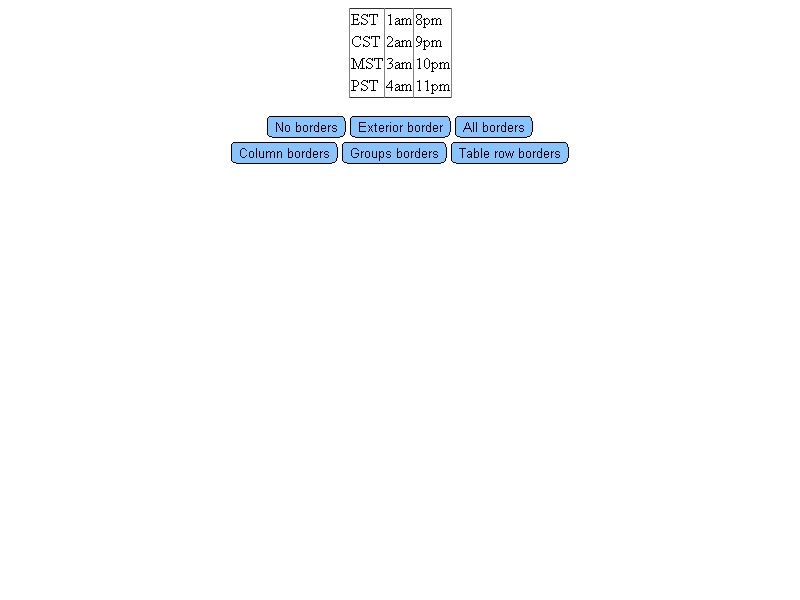 EST 1am 8pm
CST 2am 9pm
MST 3am 10pm
PST 4am 11pm
No borders Exterior border All borders
Column borders Groups borders Table row borders